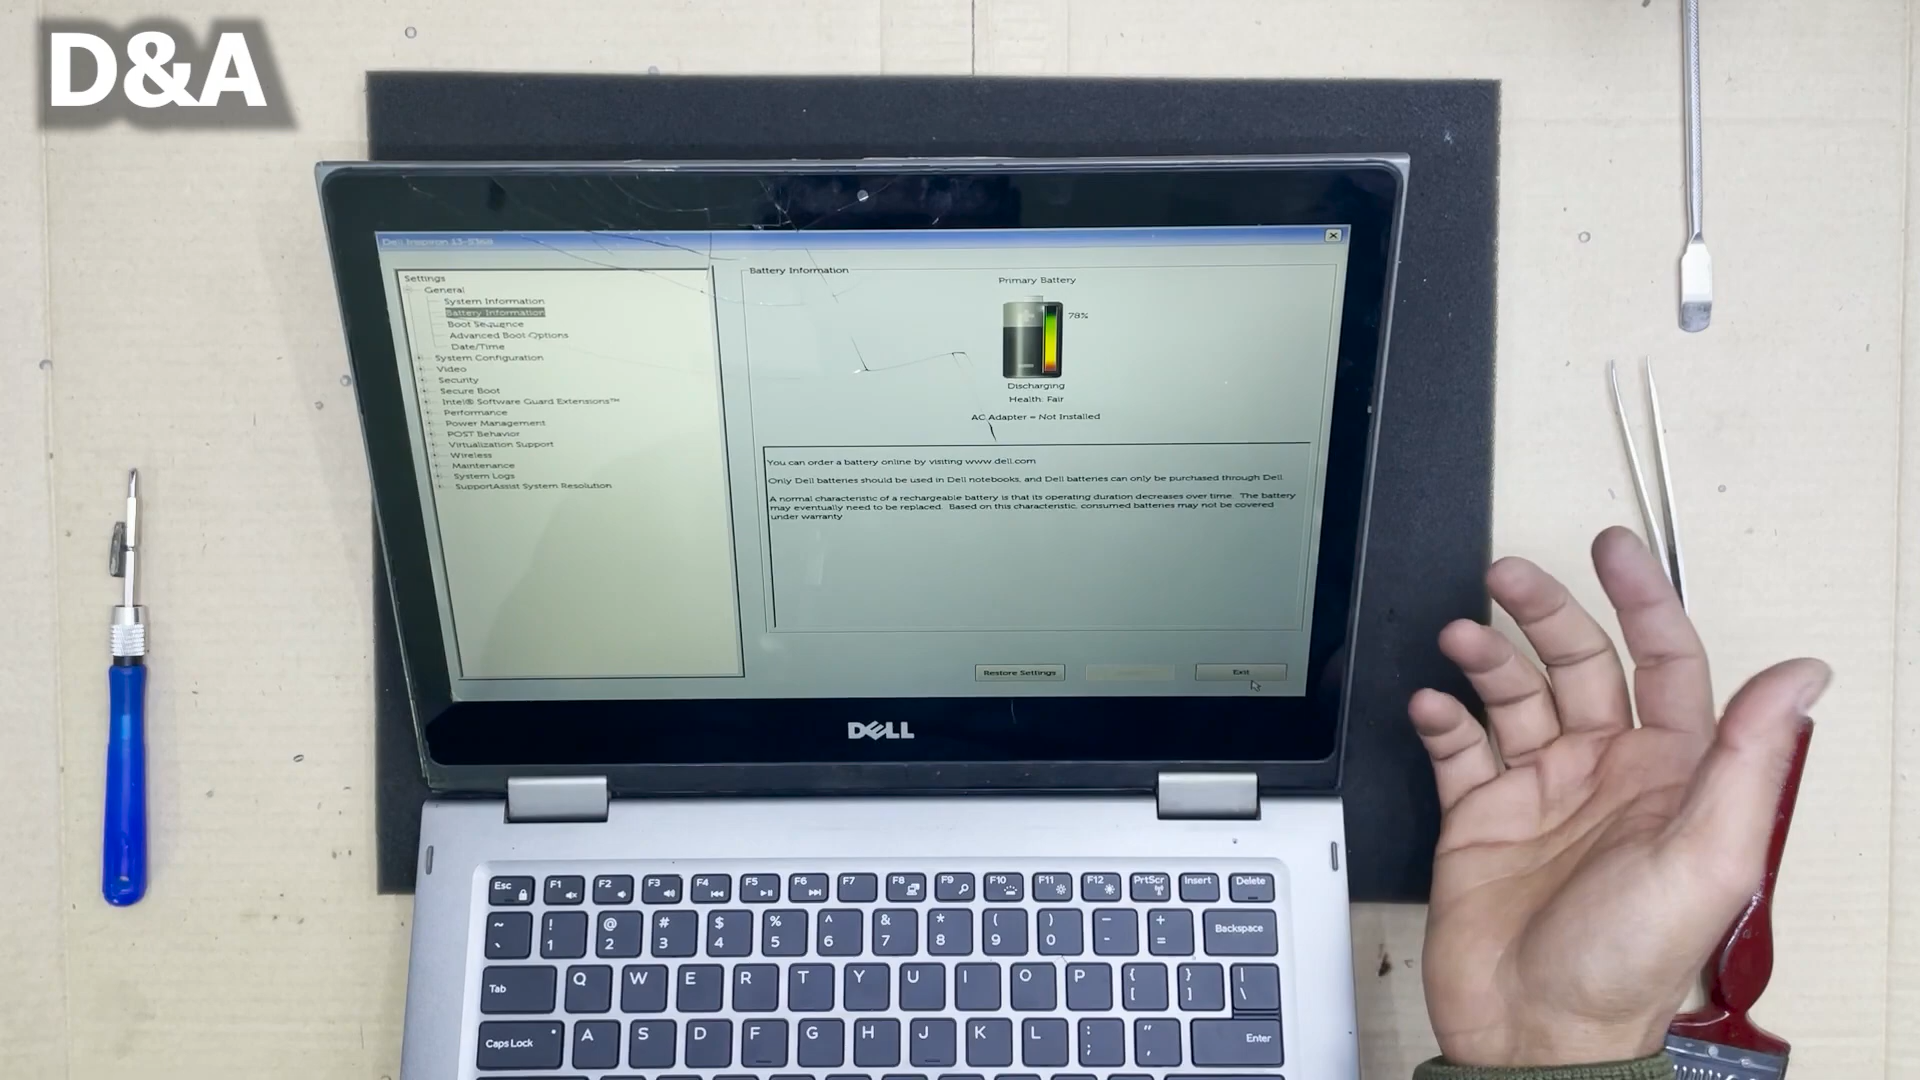 D&A
Dell Inspiron 13-5368
Settings
General
System Information
Battery Information
Boot Sequence
Advanced Boot Options
Date/Time
System Configuration
Video
Security
Secure Boot
Intel® Software Guard Extensions™
Performance
Power Management
POST Behavior
Virtualization Support
Wireless
Maintenance
System Logs
SupportAssist System Resolution
Battery Information
Primary Battery
78%
Discharging
Health: Fair
AC Adapter = Not Installed
You can order a battery online by visiting www.dell.com
Only Dell batteries should be used in Dell notebooks, and Dell batteries can only be purchased through Dell
A normal characteristic of a rechargeable battery is that its operating duration decreases over time. The battery
may eventually need to be replaced. Based on this characteristic, consumed batteries may not be covered
under warranty
Restore Settings
Exit
DELL
Esc F1 F2 F3 F4 F5 F6 F7 F8 F9 F10 F11 F12 PrtScr Insert Delete
~ ! @ # $ % ^ & * ( ) - +
` 1 2 3 4 5 6 7 8 9 0 - = Backspace
Tab Q W E R T Y U I O P { [ } ] | \
Caps Lock A S D F G H J K L : ; " , Enter